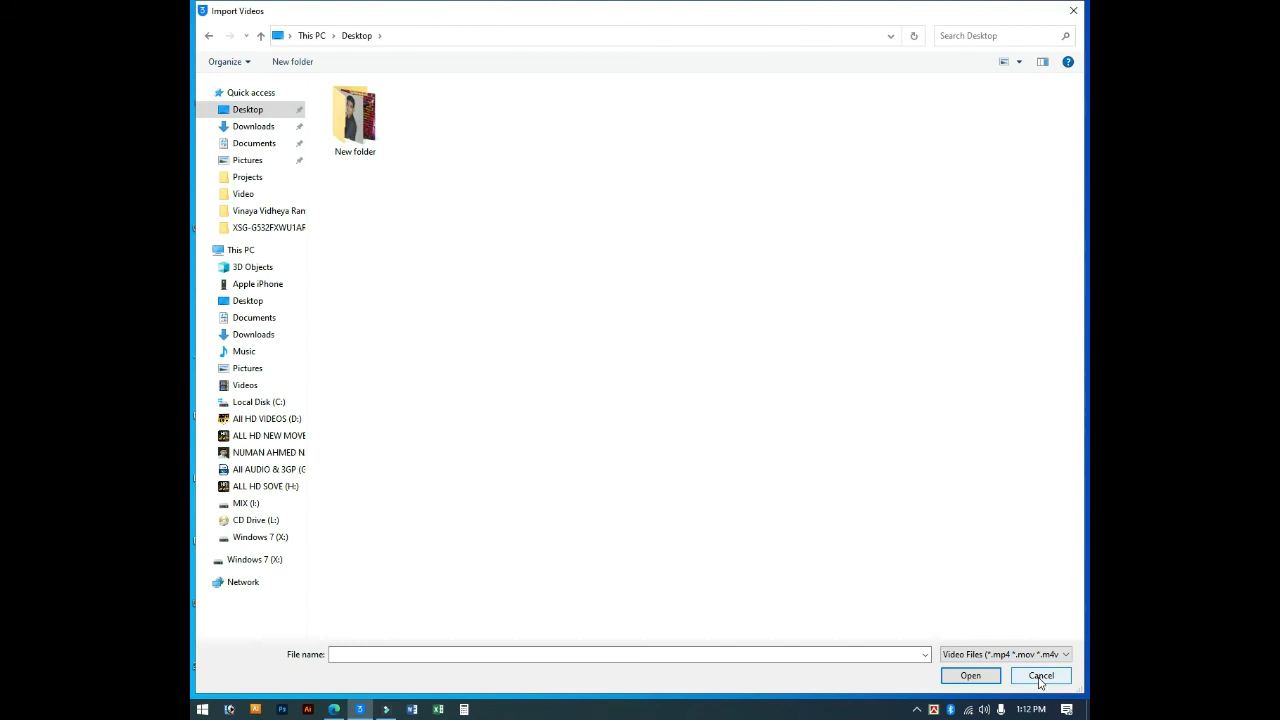 Import Videos
This PC
Desktop
Search Desktop
Organize
New folder
Quick access
Desktop
Downloads
Documents
Pictures
Projects
Video
Vinaya Vidheya Ran
XSG-G532FXWU1AF
This PC
3D Objects
Apple iPhone
Desktop
Documents
Downloads
Music
Pictures
Videos
Local Disk (C:)
All HD VIDEOS (D:)
ALL HD NEW MOVE
NUMAN AHMED N
All AUDIO & 3GP (G
ALL HD SOVE (H:)
MIX (I:)
CD Drive (L:)
Windows 7 (X:)
Windows 7 (X:)
Network
New folder
File name:
Video Files (*.mp4 *.mov *.m4v
Open
Cancel
1:12 PM